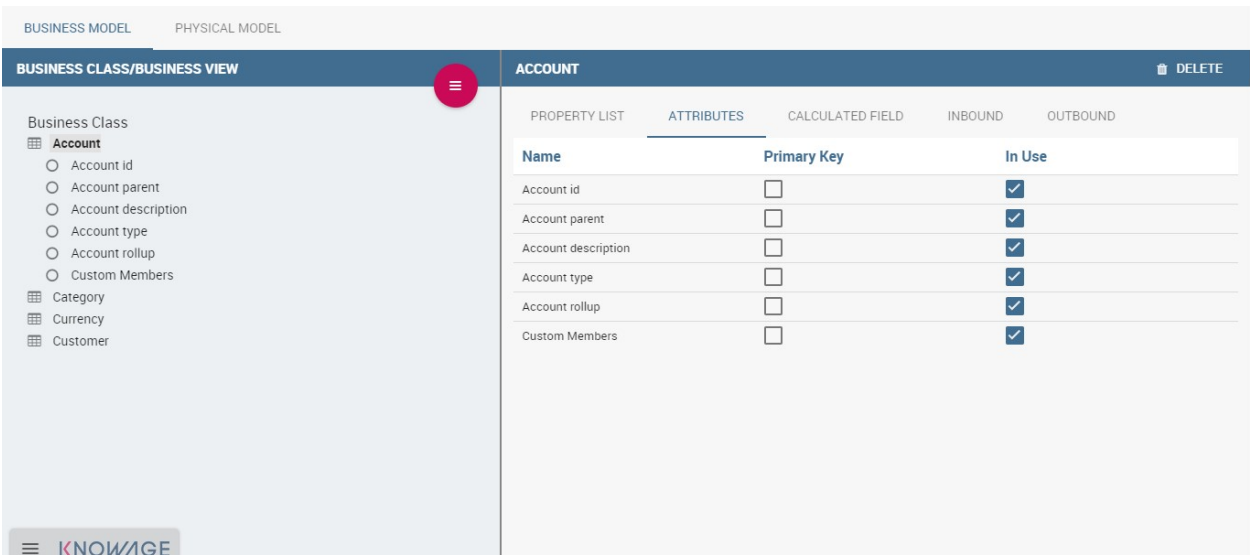 BUSINESS MODEL PHYSICAL MODEL
BUSINESS CLASS/BUSINESS VIEW
Business Class
Account
Account id
Account parent
Account description
Account type
Account rollup
Custom Members
Category
Currency
Customer
KNOWAGE
ACCOUNT DELETE
PROPERTY LIST ATTRIBUTES CALCULATED FIELD INBOUND OUTBOUND
Name Primary Key In Use
Account id
Account parent
Account description
Account type
Account rollup
Custom Members